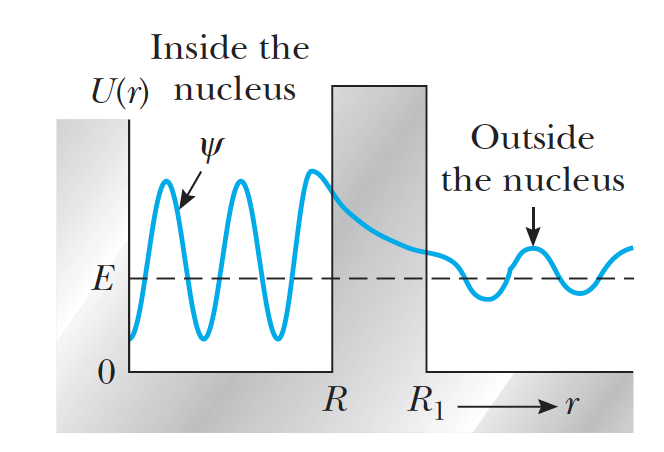 Inside the
nucleus
U(r)
ψ
Outside
the nucleus
E
0
R
R₁
r